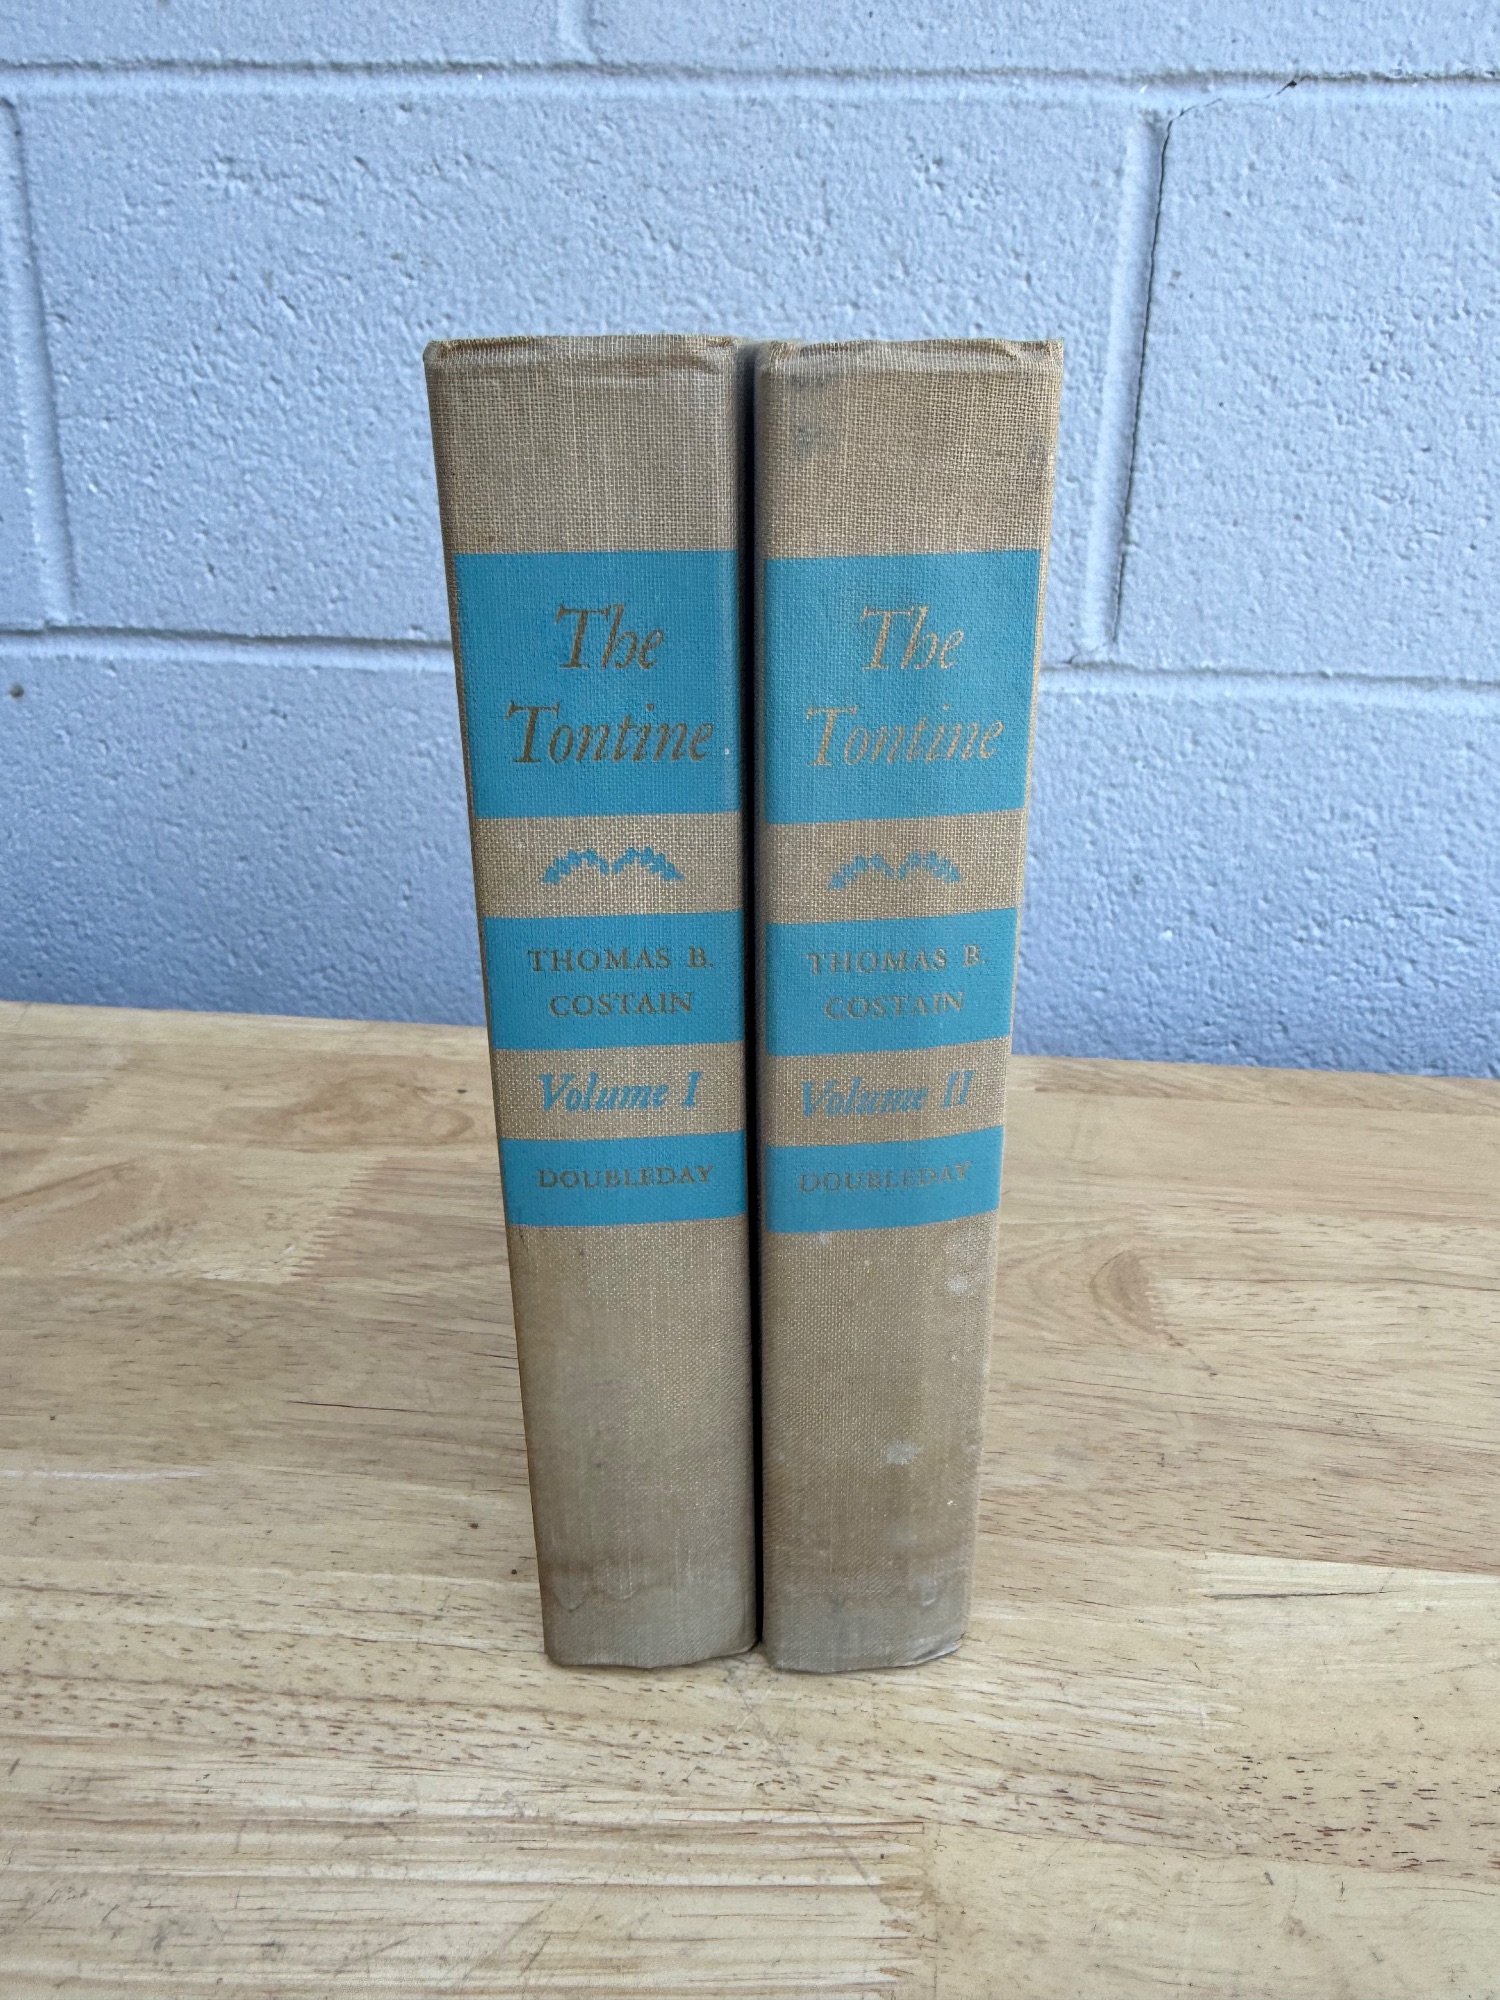 The
Tontine
THOMAS B.
COSTAIN
Volume I
DOUBLEDAY
The
Tontine
THOMAS B.
COSTAIN
Volume II
DOUBLEDAY